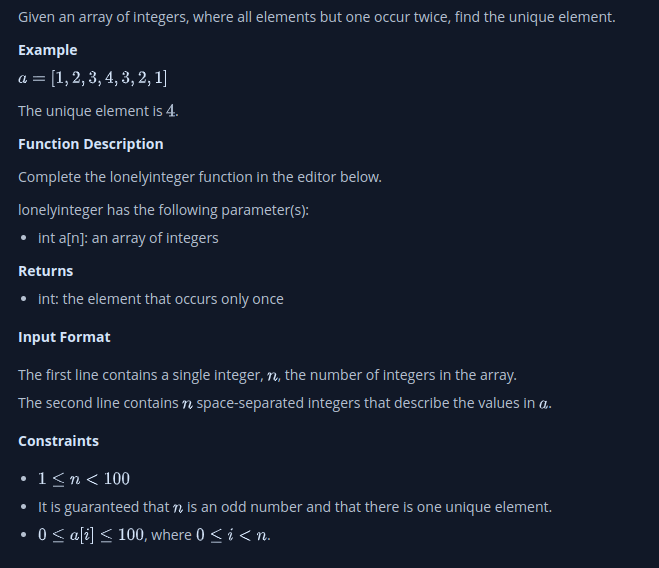 Given an array of integers, where all elements but one occur twice, find the unique element.
Example
a = [1, 2, 3, 4, 3, 2, 1]
The unique element is 4.
Function Description
Complete the lonelyinteger function in the editor below.
lonelyinteger has the following parameter(s):
• int a[n]: an array of integers
Returns
• int: the element that occurs only once
Input Format
The first line contains a single integer, n, the number of integers in the array.
The second line contains n space-separated integers that describe the values in a.
Constraints
• 1 ≤ n < 100
• It is guaranteed that n is an odd number and that there is one unique element.
• 0 ≤ a[i] ≤ 100, where 0 ≤ i < n.